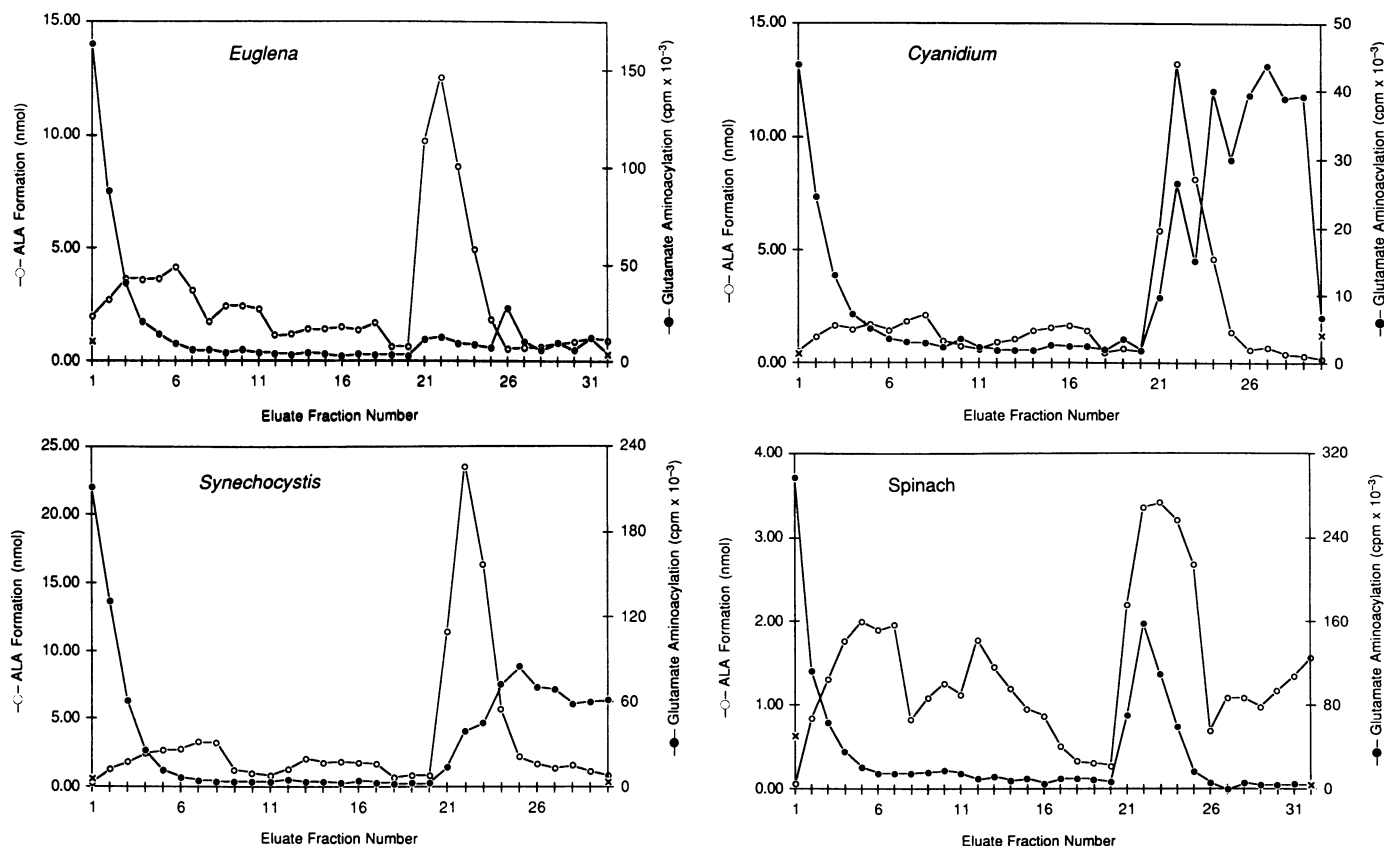 Euglena
15.00
10.00
5.00
0.00
150
100
50
0
1 6 11 16 21 26 31
Eluate Fraction Number
ALA Formation (nmol)
Glutamate Aminoacylation (cpm x 10⁻³)
Cyanidium
15.00
10.00
5.00
0.00
50
40
30
20
10
0
1 6 11 16 21 26
Eluate Fraction Number
ALA Formation (nmol)
Glutamate Aminoacylation (cpm x 10⁻³)
Synechocystis
25.00
20.00
15.00
10.00
5.00
0.00
240
180
120
60
0
1 6 11 16 21 26
Eluate Fraction Number
ALA Formation (nmol)
Glutamate Aminoacylation (cpm x 10⁻³)
Spinach
4.00
3.00
2.00
1.00
0.00
320
240
160
80
0
1 6 11 16 21 26 31
Eluate Fraction Number
ALA Formation (nmol)
Glutamate Aminoacylation (cpm x 10⁻³)